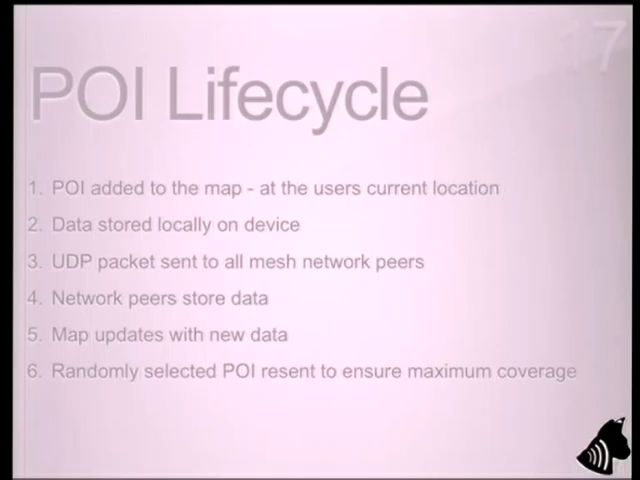 17
POI Lifecycle
1. POI added to the map - at the users current location
2. Data stored locally on device
3. UDP packet sent to all mesh network peers
4. Network peers store data
5. Map updates with new data
6. Randomly selected POI resent to ensure maximum coverage